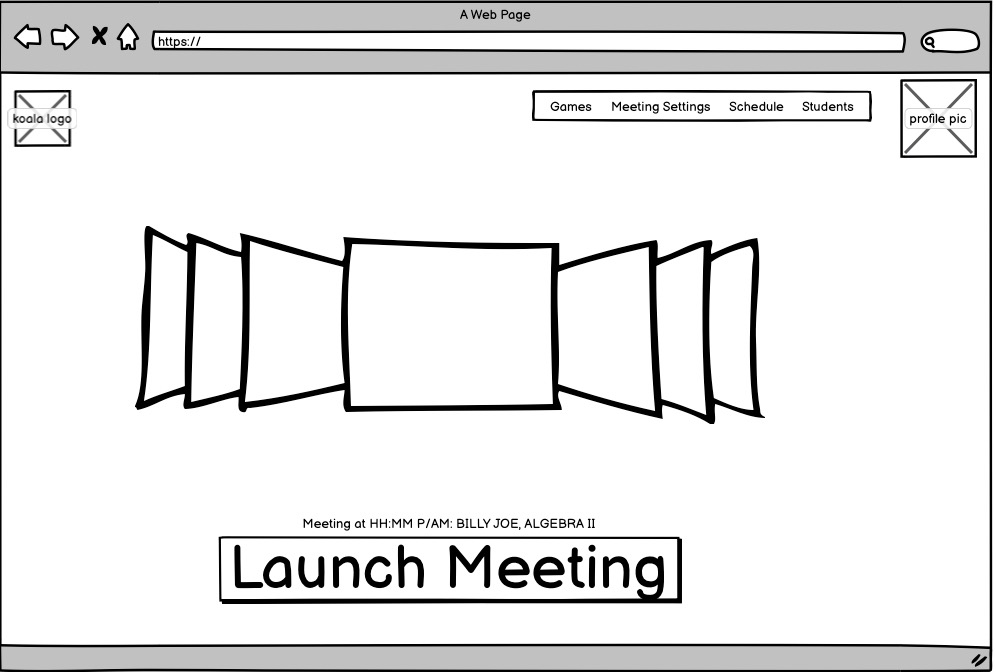 A Web Page
https://
koala logo
Games Meeting Settings Schedule Students
profile pic
Meeting at HH:MM P/AM: BILLY JOE, ALGEBRA II
Launch Meeting